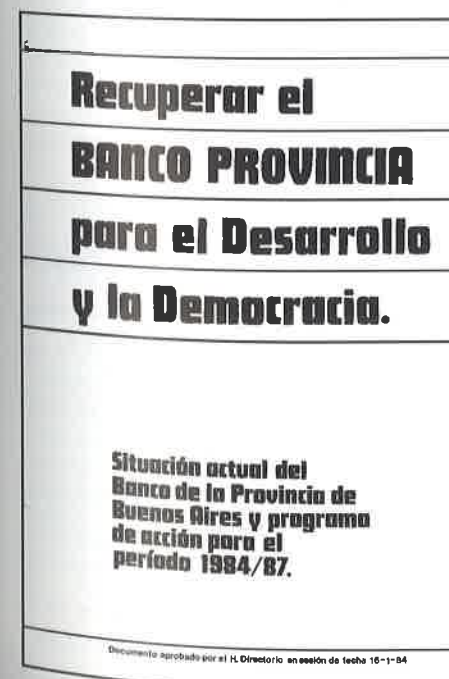 Recuperar el
BANCO PROVINCIA
para el Desarrollo
y la Democracia.
Situación actual del
Banco de la Provincia de
Buenos Aires y programa
de acción para el
período 1984/87.
Documento aprobado por el H. Directorio en sesión de fecha 16-1-84